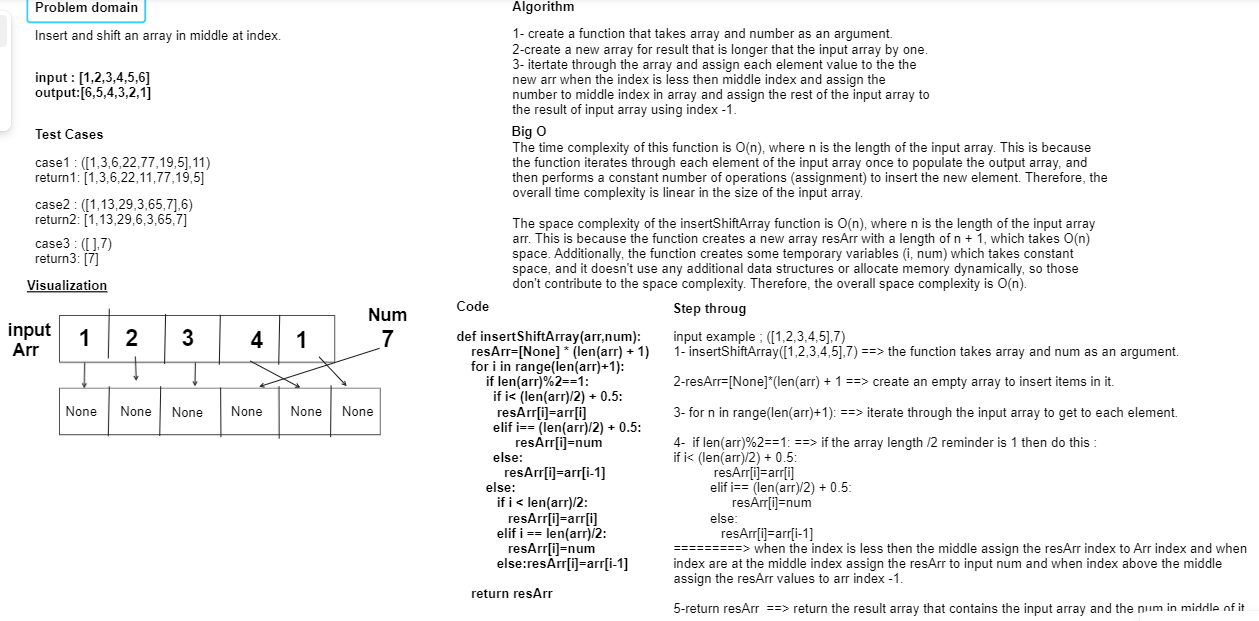 Problem domain
Insert and shift an array in middle at index.
input : [1,2,3,4,5,6]
output:[6,5,4,3,2,1]
Test Cases
case1 : ([1,3,6,22,77,19,5],11)
return1: [1,3,6,22,11,77,19,5]
case2 : ([1,13,29,3,65,7],6)
return2: [1,13,29,6,3,65,7]
case3 : ([ ],7)
return3: [7]
Visualization
input
Arr
1 2 3 4 1
Num
7
None None None None None None
Algorithm
1- create a function that takes array and number as an argument.
2-create a new array for result that is longer that the input array by one.
3- itertate through the array and assign each element value to the the
new arr when the index is less then middle index and assign the
number to middle index in array and assign the rest of the input array to
the result of input array using index -1.
Big O
The time complexity of this function is O(n), where n is the length of the input array. This is because
the function iterates through each element of the input array once to populate the output array, and
then performs a constant number of operations (assignment) to insert the new element. Therefore, the
overall time complexity is linear in the size of the input array.
The space complexity of the insertShiftArray function is O(n), where n is the length of the input array
arr. This is because the function creates a new array resArr with a length of n + 1, which takes O(n)
space. Additionally, the function creates some temporary variables (i, num) which takes constant
space, and it doesn't use any additional data structures or allocate memory dynamically, so those
don't contribute to the space complexity. Therefore, the overall space complexity is O(n).
Code
def insertShiftArray(arr,num):
resArr=[None] * (len(arr) + 1)
for i in range(len(arr)+1):
if len(arr)%2==1:
if i< (len(arr)/2) + 0.5:
resArr[i]=arr[i]
elif i== (len(arr)/2) + 0.5:
resArr[i]=num
else:
resArr[i]=arr[i-1]
else:
if i < len(arr)/2:
resArr[i]=arr[i]
elif i == len(arr)/2:
resArr[i]=num
else:resArr[i]=arr[i-1]
return resArr
Step throug
input example ; ([1,2,3,4,5],7)
1- insertShiftArray([1,2,3,4,5],7) ==> the function takes array and num as an argument.
2-resArr=[None]*(len(arr) + 1 ==> create an empty array to insert items in it.
3- for n in range(len(arr)+1): ==> iterate through the input array to get to each element.
4- if len(arr)%2==1: ==> if the array length /2 reminder is 1 then do this :
if i< (len(arr)/2) + 0.5:
resArr[i]=arr[i]
elif i== (len(arr)/2) + 0.5:
resArr[i]=num
else:
resArr[i]=arr[i-1]
=========> when the index is less then the middle assign the resArr index to Arr index and when
index are at the middle index assign the resArr to input num and when index above the middle
assign the resArr values to arr index -1.
5-return resArr ==> return the result array that contains the input array and the num in middle of it